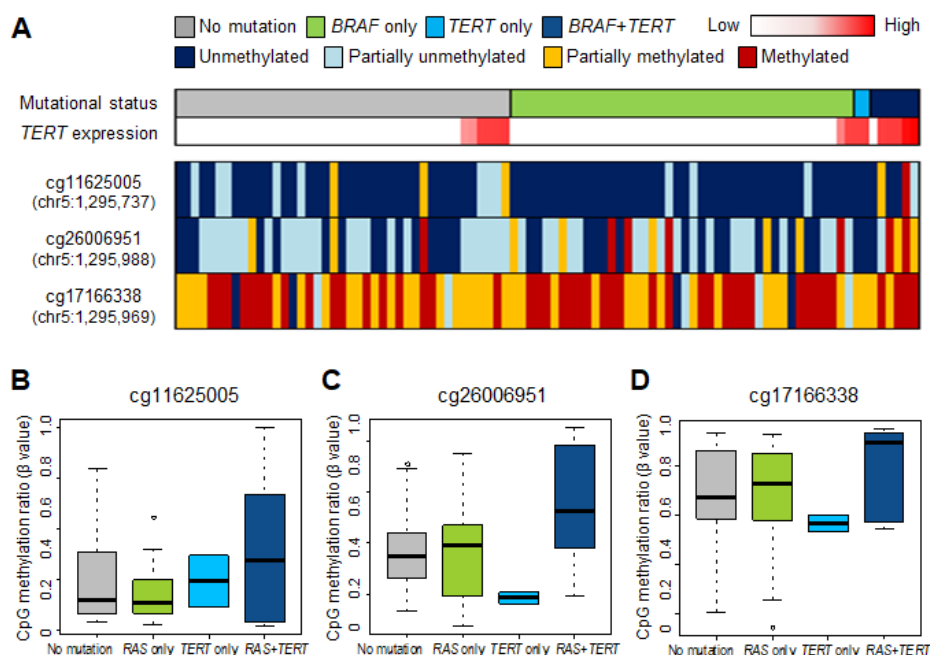 A
No mutation BRAF only TERT only BRAF+TERT Low High
Unmethylated Partially unmethylated Partially methylated Methylated
Mutational status
TERT expression
cg11625005
(chr5:1,295,737)
cg26006951
(chr5:1,295,988)
cg17166338
(chr5:1,295,969)
B cg11625005
CpG methylation ratio (β value)
0 0.2 0.4 0.6 0.8 1.0
No mutation RAS only TERT only RAS+TERT
C cg26006951
CpG methylation ratio (β value)
0 0.2 0.4 0.6 0.8 1.0
No mutation RAS only TERT only RAS+TERT
D cg17166338
CpG methylation ratio (β value)
0 0.2 0.4 0.6 0.8 1.0
No mutation RAS only TERT only RAS+TERT